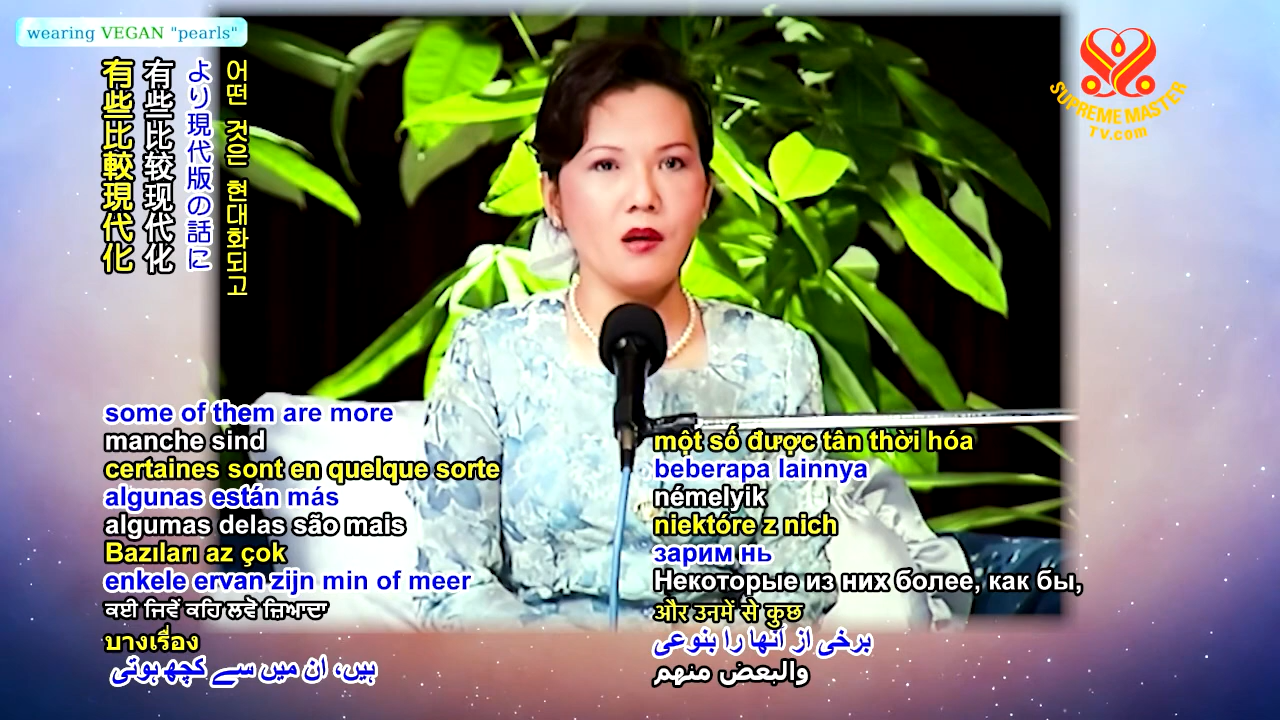 wearing VEGAN "pearls"
SUPREME MASTER
TV.com
어떤 것은 현대화되고
より現代版の話に
有些比较现代化
有些比較現代化
some of them are more
manche sind
certaines sont en quelque sorte
algunas están más
algumas delas são mais
Bazıları az çok
enkele ervan zijn min of meer
ਕਈ ਜਿਵੇਂ ਕਹਿ ਲਵੋ ਜ਼ਿਆਦਾ
บางเรื่อง
ہیں، ان میں سے کچھ ہوتی
một số được tân thời hóa
beberapa lainnya
némelyik
niektóre z nich
зарим нь
Некоторые из них более, как бы,
और उनमें से कुछ
برخی از آنها را بنوعی
والبعض منهم